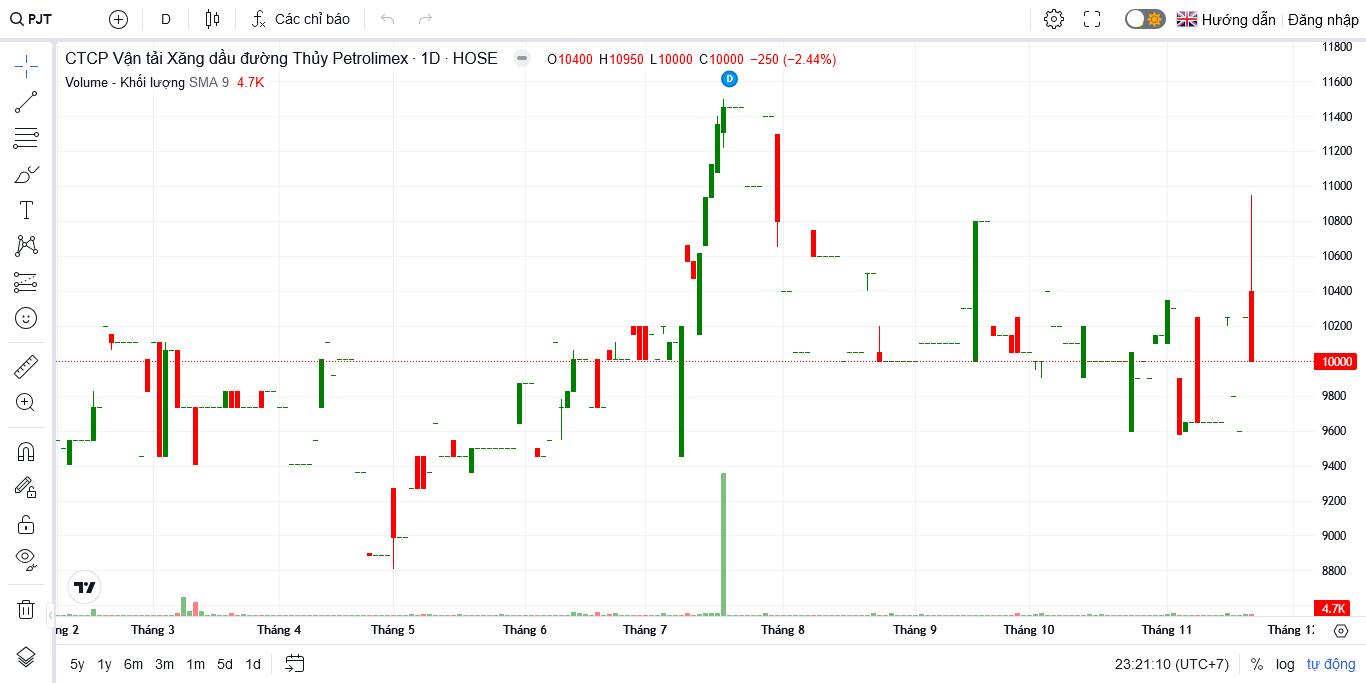 PJT D Các chỉ báo Hướng dẫn Đăng nhập
CTCP Vận tải Xăng dầu đường Thủy Petrolimex · 1D · HOSE O10400 H10950 L10000 C10000 −250 (−2.44%)
Volume - Khối lượng SMA 9 4.7K
D
11800
11600
11400
11200
11000
10800
10600
10400
10200
10000
9800
9600
9400
9200
9000
8800
4.7K
ng 2 Tháng 3 Tháng 4 Tháng 5 Tháng 6 Tháng 7 Tháng 8 Tháng 9 Tháng 10 Tháng 11 Tháng 1
5y 1y 6m 3m 1m 5d 1d 23:21:10 (UTC+7) % log tự động